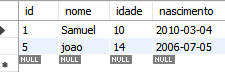 id nome idade nascimento
1 Samuel 10 2010-03-04
5 joao 14 2006-07-05
NULL NULL NULL NULL